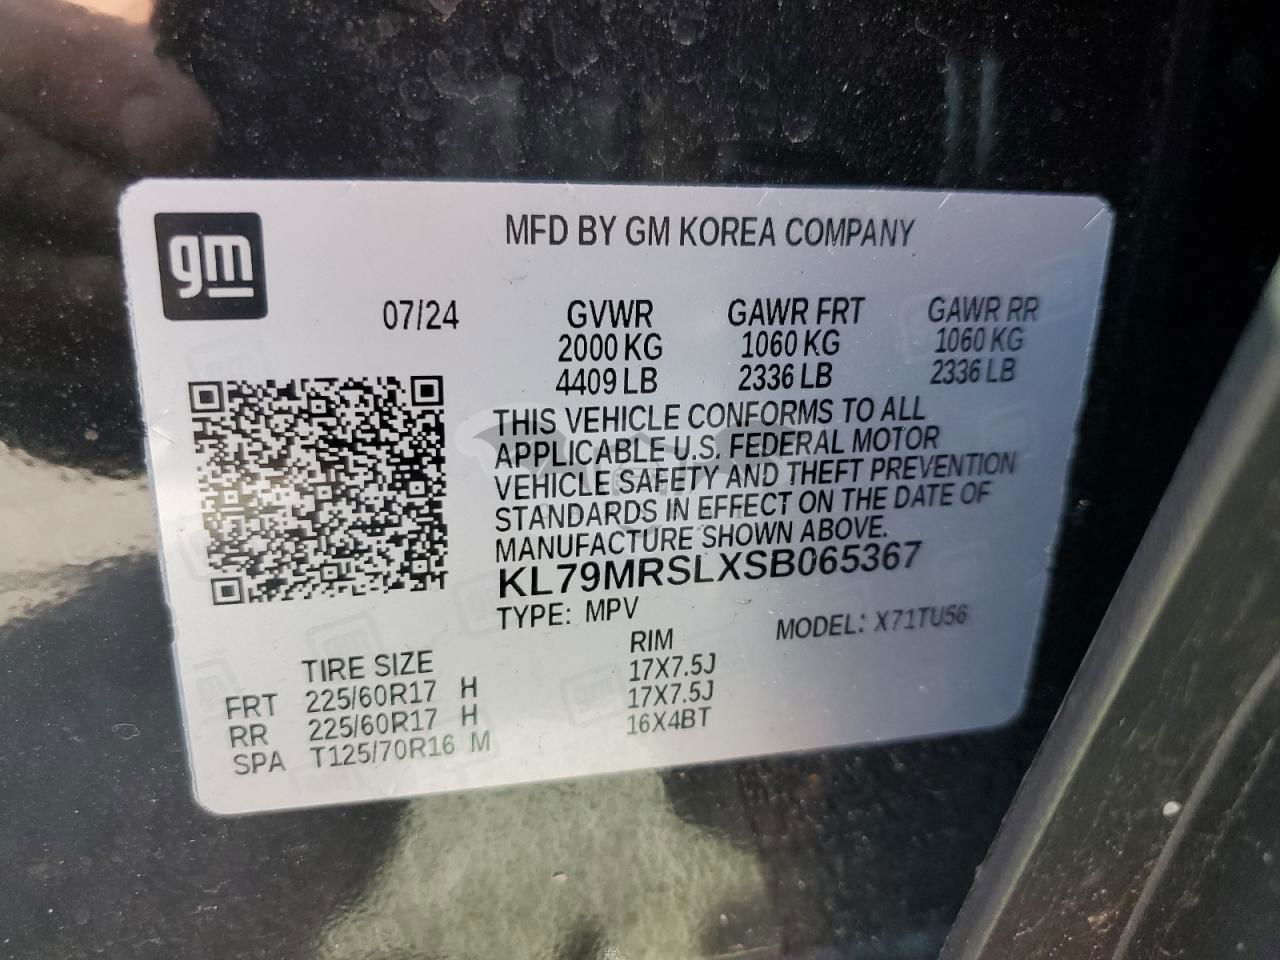 gm
MFD BY GM KOREA COMPANY
07/24 GVWR GAWR FRT GAWR RR
2000 KG 1060 KG 1060 KG
4409 LB 2336 LB 2336 LB
THIS VEHICLE CONFORMS TO ALL
APPLICABLE U.S. FEDERAL MOTOR
VEHICLE SAFETY AND THEFT PREVENTION
STANDARDS IN EFFECT ON THE DATE OF
MANUFACTURE SHOWN ABOVE.
KL79MRSLXSB065367
TYPE: MPV MODEL: X71TU56
TIRE SIZE RIM
FRT 225/60R17 H 17X7.5J
RR 225/60R17 H 17X7.5J
SPA T125/70R16 M 16X4BT